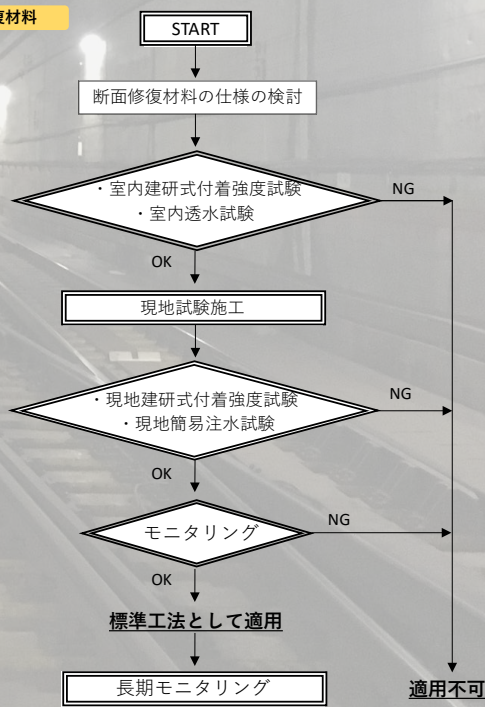 復材料
START
断面修復材料の仕様の検討
・室内建研式付着強度試験
・室内透水試験
NG
OK
現地試験施工
・現地建研式付着強度試験
・現地簡易注水試験
NG
OK
モニタリング
NG
OK
標準工法として適用
長期モニタリング
適用不可